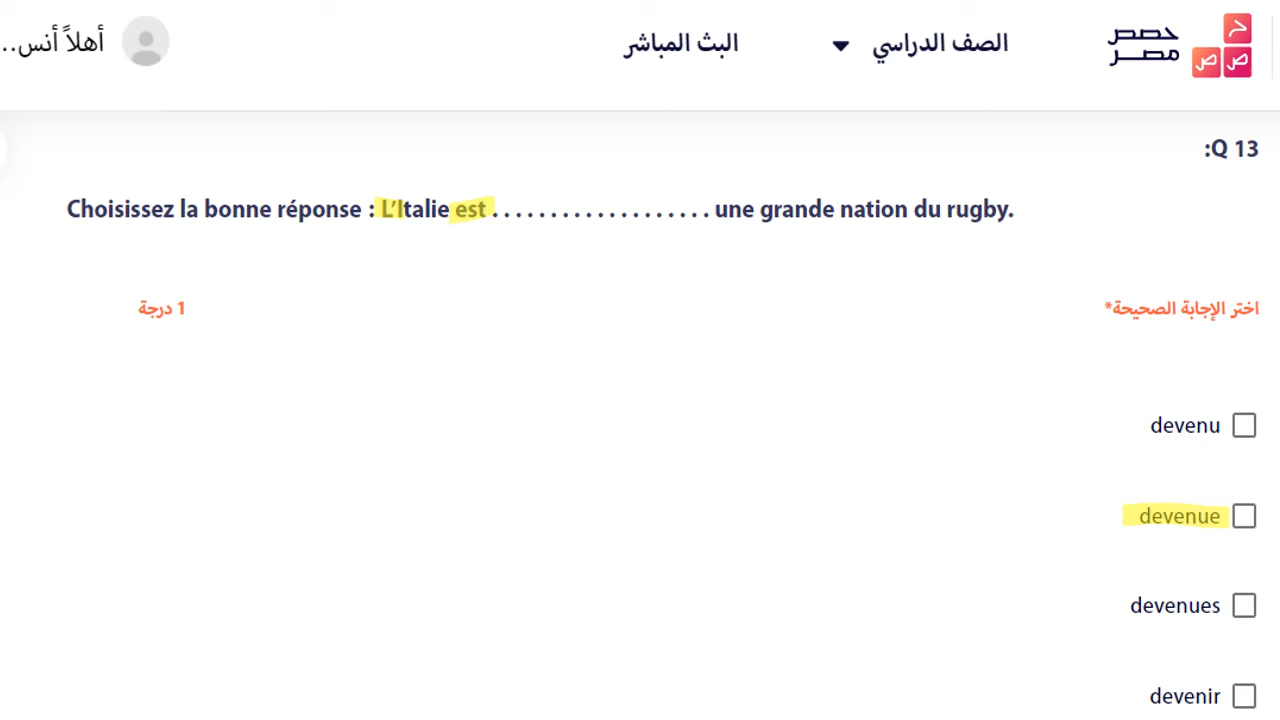 حصص
مصر
ح
ص ص
الصف الدراسي
البث المباشر
أهلاً أنس..
Q 13:
Choisissez la bonne réponse : L’Italie est . . . . . . . . . . . . . . . . . . . une grande nation du rugby.
اختر الإجابة الصحيحة*
1 درجة
devenu
devenue
devenues
devenir